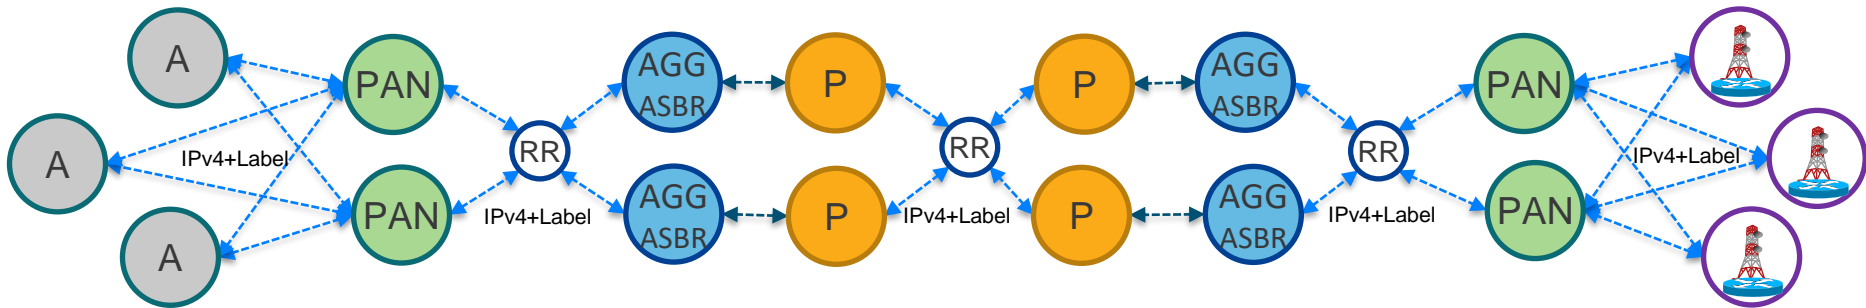 A
A
A
IPv4+Label
PAN
PAN
RR
IPv4+Label
AGG
ASBR
AGG
ASBR
P
P
RR
IPv4+Label
P
P
AGG
ASBR
AGG
ASBR
RR
IPv4+Label
PAN
PAN
IPv4+Label